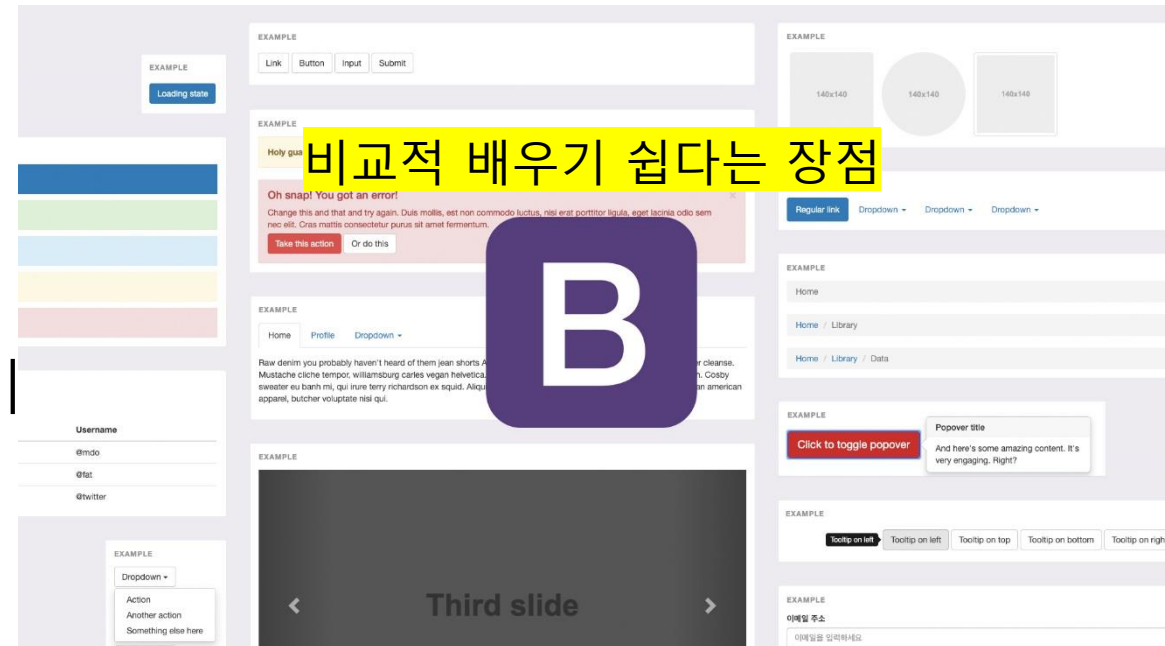 EXAMPLE
Loading state
Username
@mdo
@fat
@twitter
EXAMPLE
Dropdown
Action
Another action
Something else here
EXAMPLE
Link Button Input Submit
EXAMPLE
비교적 배우기 쉽다는 장점
Holy
Oh snap! You got an error!
Change this and that and try again. Duis mollis, est non commodo luctus, nisi erat porttitor ligula, eget lacinia odio sem
nec elit. Cras mattis consectetur purus sit amet fermentum.
Take this action Or do this
B
EXAMPLE
Home Profile Dropdown
Raw denim you probably haven't heard of them jean shorts cleanse.
Mustache cliche tempor, williamsburg carles vegan helvetica. Cosby
sweater eu banh mi, qui irure terry richardson ex squid. american
apparel, butcher voluptate nisi qui.
EXAMPLE
Third slide
EXAMPLE
140x140 140x140 140x140
Regular link Dropdown Dropdown Dropdown
EXAMPLE
Home
Home / Library
Home / Library / Data
EXAMPLE
Click to toggle popover
Popover title
And here's some amazing content. It's
very engaging. Right?
EXAMPLE
Tooltip on left Tooltip on left Tooltip on top Tooltip on bottom Tooltip on
EXAMPLE
이메일 주소
이메일을 입력하세요